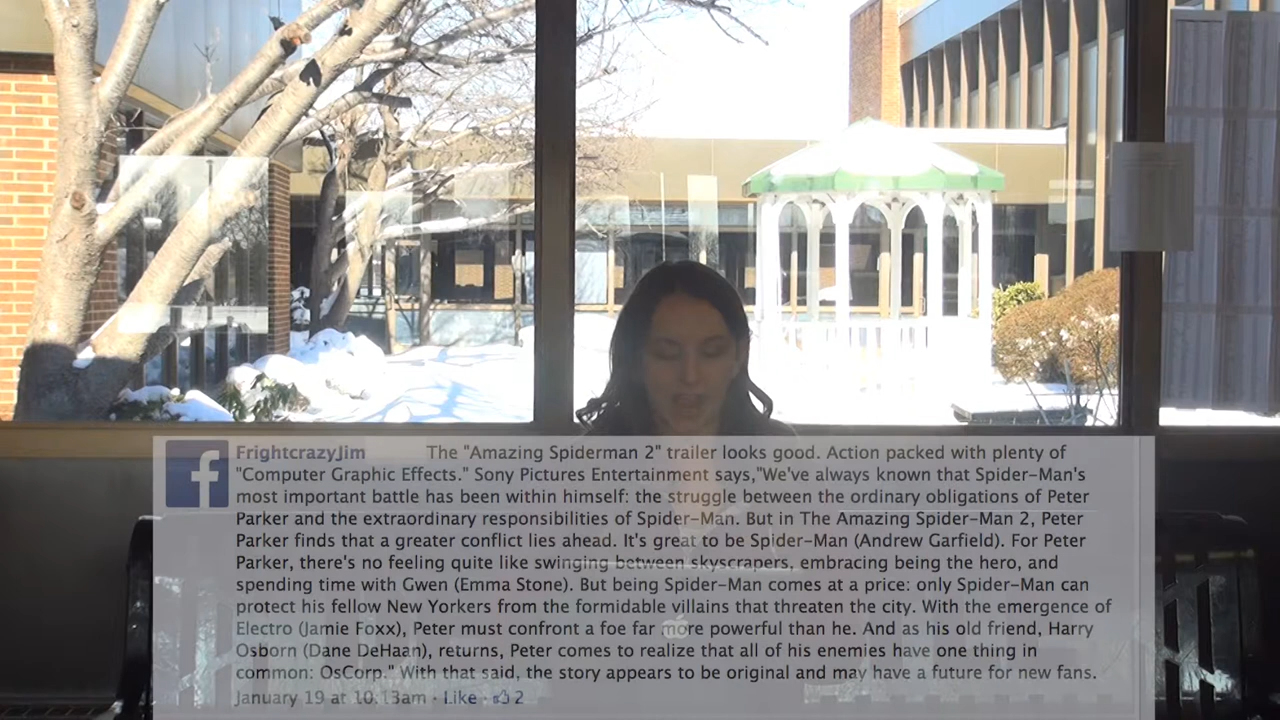 FrightcrazyJim The "Amazing Spiderman 2" trailer looks good. Action packed with plenty of
"Computer Graphic Effects." Sony Pictures Entertainment says,"We've always known that Spider-Man's
most important battle has been within himself: the struggle between the ordinary obligations of Peter
Parker and the extraordinary responsibilities of Spider-Man. But in The Amazing Spider-Man 2, Peter
Parker finds that a greater conflict lies ahead. It's great to be Spider-Man (Andrew Garfield). For Peter
Parker, there's no feeling quite like swinging between skyscrapers, embracing being the hero, and
spending time with Gwen (Emma Stone). But being Spider-Man comes at a price: only Spider-Man can
protect his fellow New Yorkers from the formidable villains that threaten the city. With the emergence of
Electro (Jamie Foxx), Peter must confront a foe far more powerful than he. And as his old friend, Harry
Osborn (Dane DeHaan), returns, Peter comes to realize that all of his enemies have one thing in
common: OsCorp." With that said, the story appears to be original and may have a future for new fans.
January 19 at 10:13am · Like · 2